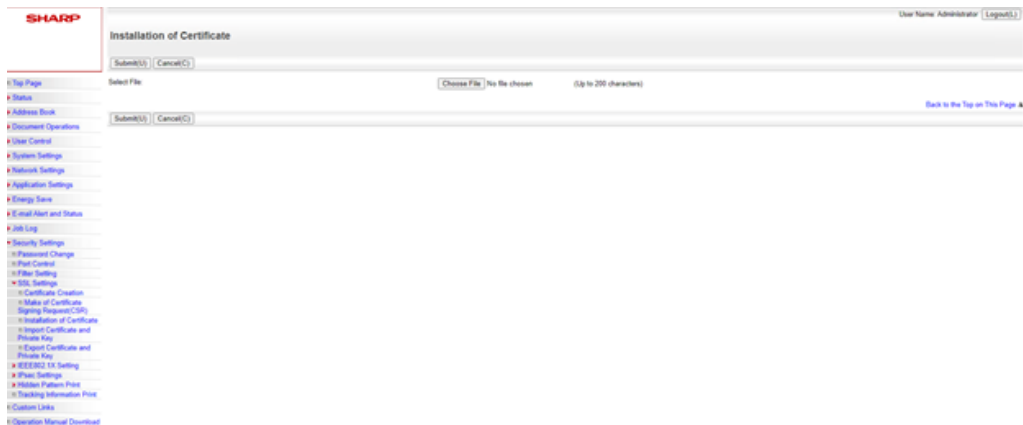 SHARP
User Name: Administrator
Logout(L)
Installation of Certificate
Submit(U)
Cancel(C)
Select File:
Choose File
No file chosen
(Up to 200 characters)
Back to the Top on This Page
Submit(U)
Cancel(C)
Top Page
Status
Address Book
Document Operations
User Control
System Settings
Network Settings
Application Settings
Energy Save
E-mail Alert and Status
Job Log
Security Settings
Password Change
Port Control
Filter Setting
SSL Settings
Certificate Creation
Make of Certificate
Signing Request(CSR)
Installation of Certificate
Import Certificate and
Private Key
Export Certificate and
Private Key
IEEE802.1X Setting
IPsec Settings
Hidden Pattern Print
Tracking Information Print
Custom Links
Operation Manual Download